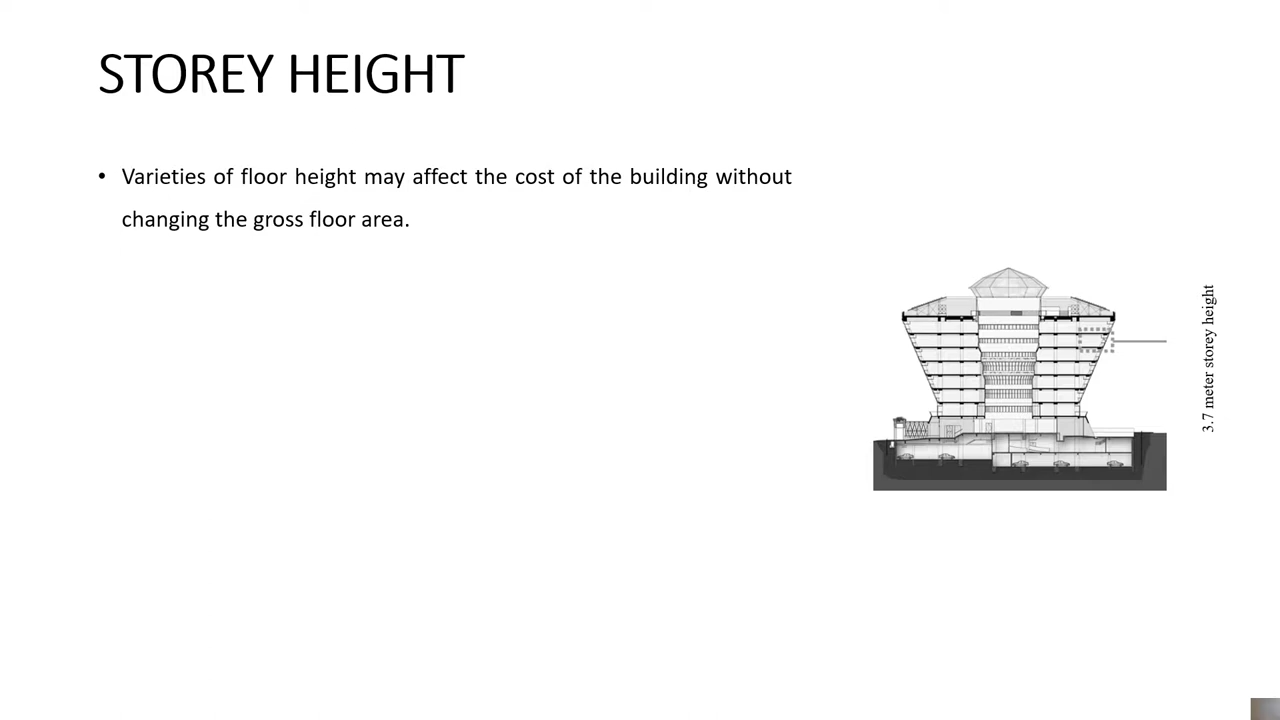 STOREY HEIGHT
• Varieties of floor height may affect the cost of the building without
changing the gross floor area.
3.7 meter storey height